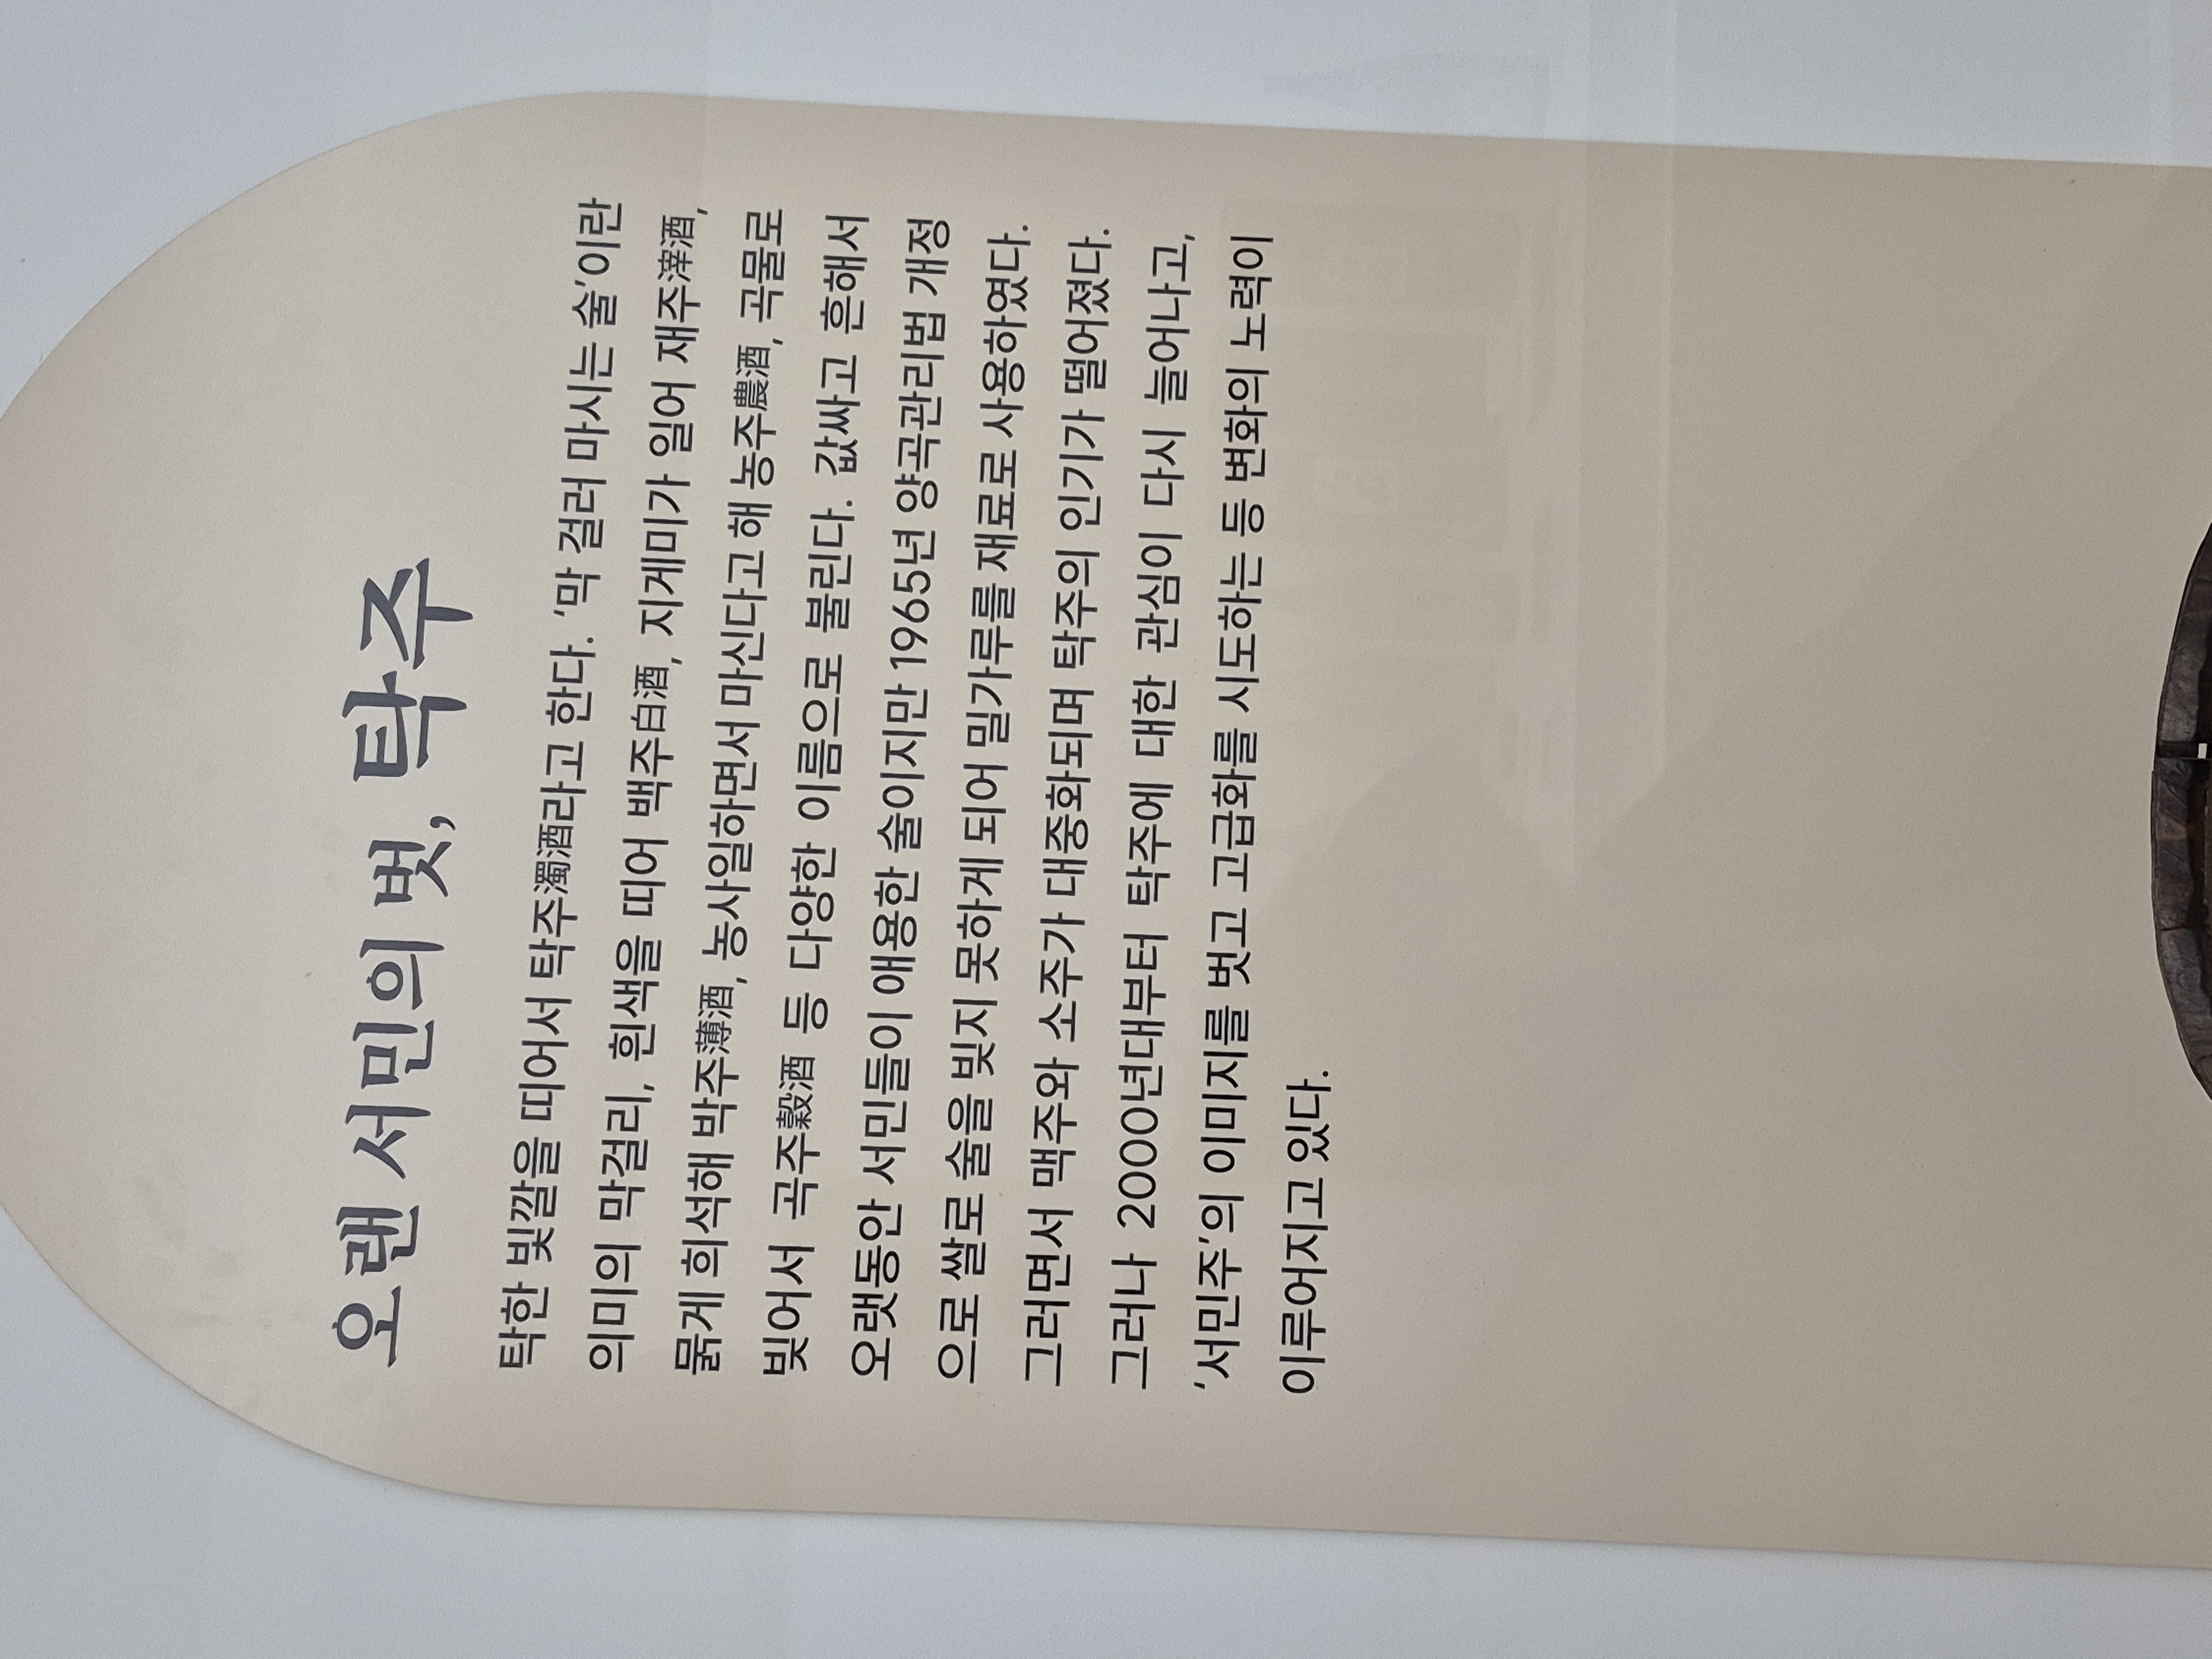 오랜 서민의 벗, 탁주
탁한 빛깔을 띠어서 탁주濁酒라고 한다. ‘막 걸러 마시는 술’이란
의미의 막걸리, 흰색을 띠어 백주白酒, 지게미가 일어 재주滓酒,
묽게 희석해 박주薄酒, 농사일하면서 마신다고 해 농주農酒, 곡물로
빚어서 곡주穀酒 등 다양한 이름으로 불린다. 값싸고 흔해서
오랫동안 서민들이 애용한 술이지만 1965년 양곡관리법 개정
으로 쌀로 술을 빚지 못하게 되어 밀가루를 재료로 사용하였다.
그러면서 맥주와 소주가 대중화되며 탁주의 인기가 떨어졌다.
그러나 2000년대부터 탁주에 대한 관심이 다시 늘어나고,
‘서민주’의 이미지를 벗고 고급화를 시도하는 등 변화의 노력이
이루어지고 있다.